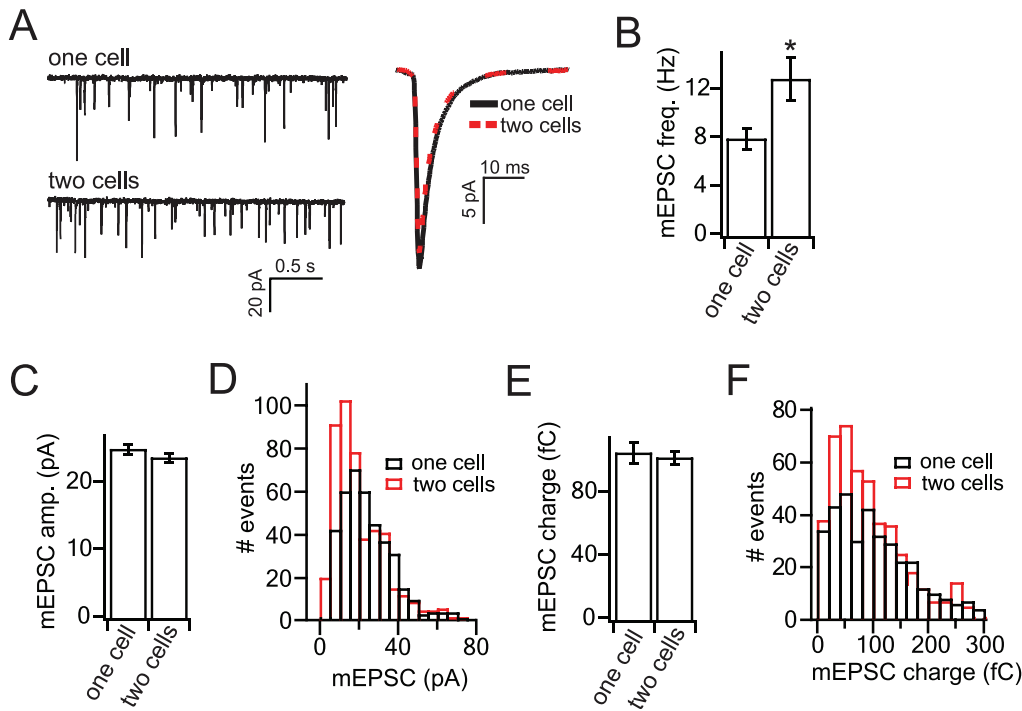 A
one cell
two cells
20 pA
0.5 s
one cell
two cells
5 pA
10 ms
B
mEPSC freq. (Hz)
12
8
4
0
*
one cell
two cells
C
mEPSC amp. (pA)
20
10
0
one cell
two cells
D
# events
100
80
60
40
20
0
one cell
two cells
0
40
80
mEPSC (pA)
E
mEPSC charge (fC)
80
40
0
one cell
two cells
F
# events
80
60
40
20
0
one cell
two cells
0
100
200
300
mEPSC charge (fC)